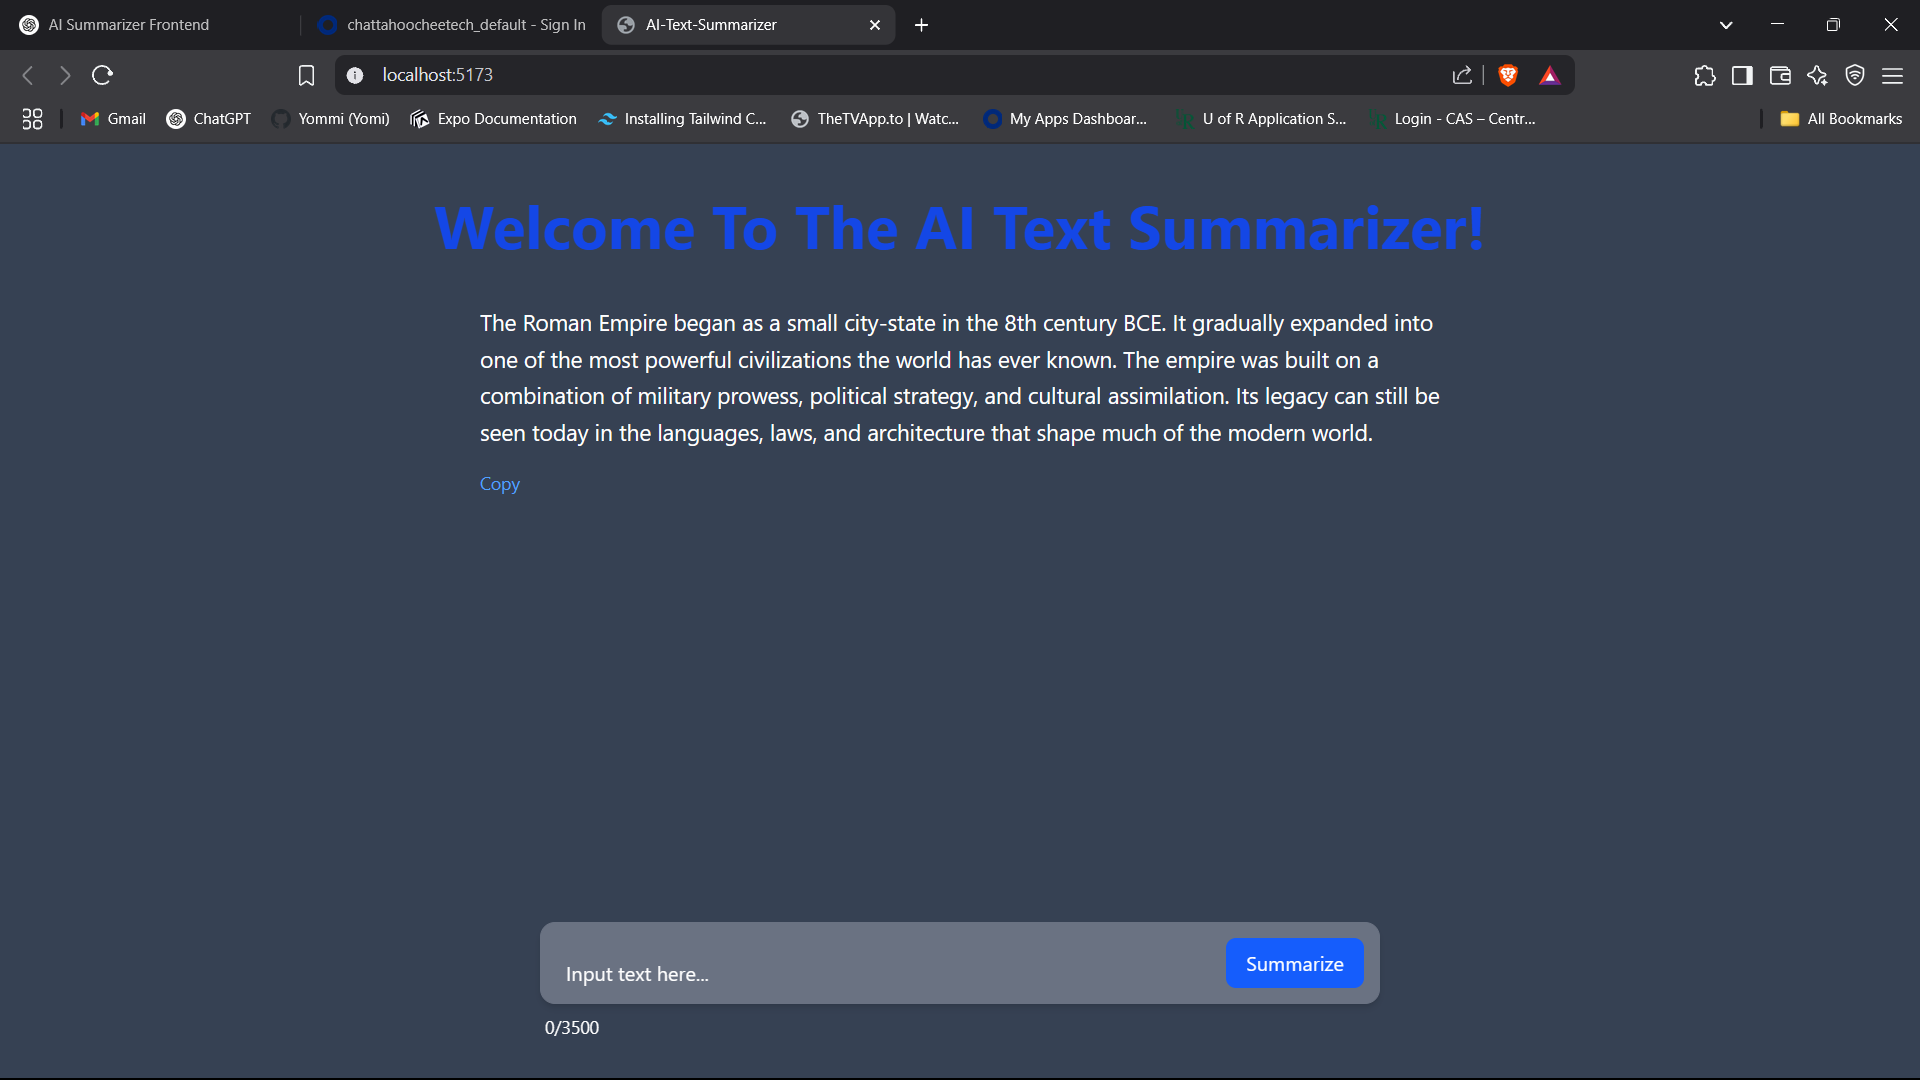 AI Summarizer Frontend
chattahoocheetech_default - Sign In
AI-Text-Summarizer
localhost:5173
Gmail
ChatGPT
Yommi (Yomi)
Expo Documentation
Installing Tailwind C...
TheTVApp.to | Watc...
My Apps Dashboar...
U of R Application S...
Login - CAS – Centr...
All Bookmarks
Welcome To The AI Text Summarizer!
The Roman Empire began as a small city-state in the 8th century BCE. It gradually expanded into
one of the most powerful civilizations the world has ever known. The empire was built on a
combination of military prowess, political strategy, and cultural assimilation. Its legacy can still be
seen today in the languages, laws, and architecture that shape much of the modern world.
Copy
Input text here...
Summarize
0/3500